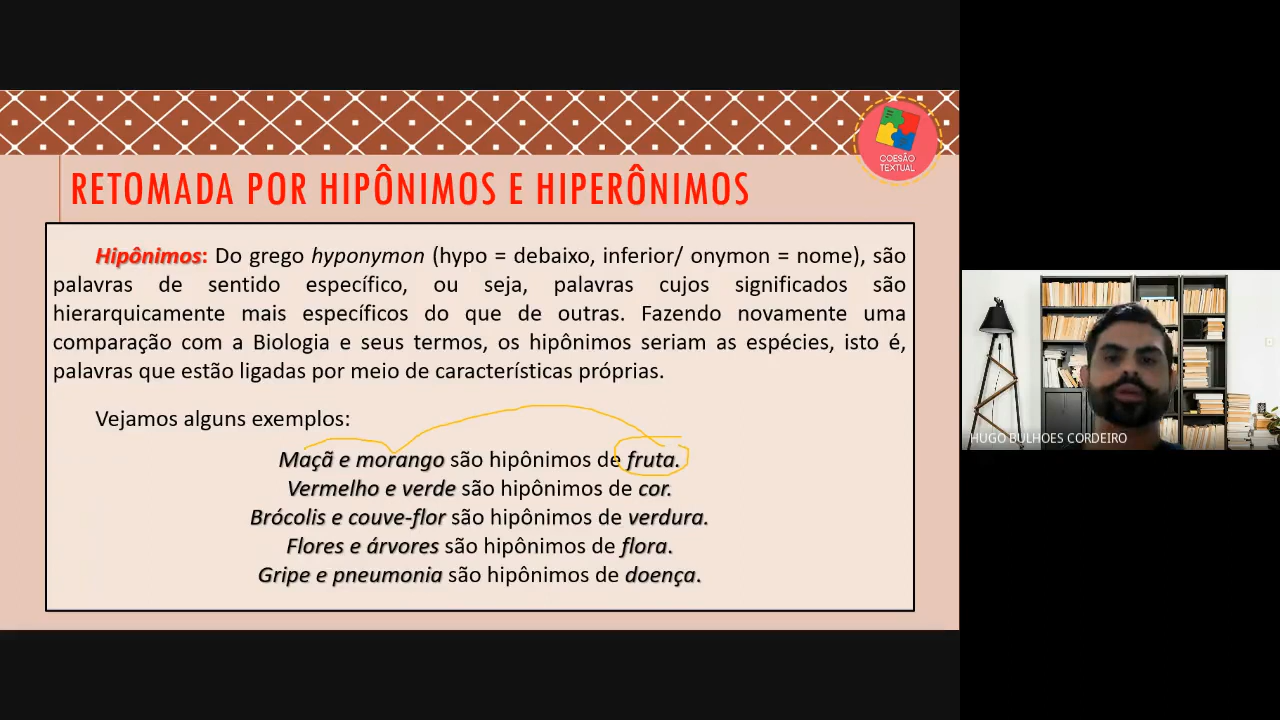 COESÃO
TEXTUAL
RETOMADA POR HIPÔNIMOS E HIPERÔNIMOS
Hipônimos: Do grego hyponymon (hypo = debaixo, inferior/ onymon = nome), são
palavras de sentido específico, ou seja, palavras cujos significados são
hierarquicamente mais específicos do que de outras. Fazendo novamente uma
comparação com a Biologia e seus termos, os hipônimos seriam as espécies, isto é,
palavras que estão ligadas por meio de características próprias.
Vejamos alguns exemplos:
Maçã e morango são hipônimos de fruta.
Vermelho e verde são hipônimos de cor.
Brócolis e couve-flor são hipônimos de verdura.
Flores e árvores são hipônimos de flora.
Gripe e pneumonia são hipônimos de doença.
HUGO BULHOES CORDEIRO